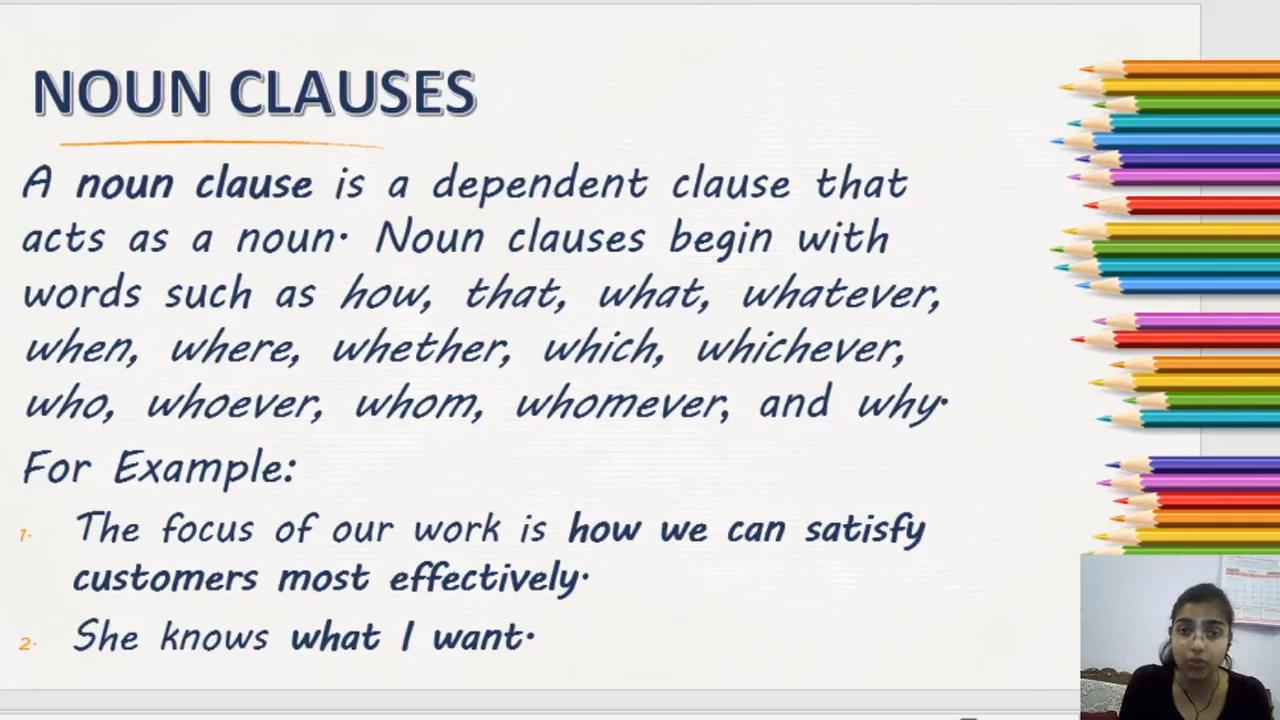 NOUN CLAUSES
A noun clause is a dependent clause that
acts as a noun. Noun clauses begin with
words such as how, that, what, whatever,
when, where, whether, which, whichever,
who, whoever, whom, whomever, and why.
For Example:
1. The focus of our work is how we can satisfy
customers most effectively.
2. She knows what I want.